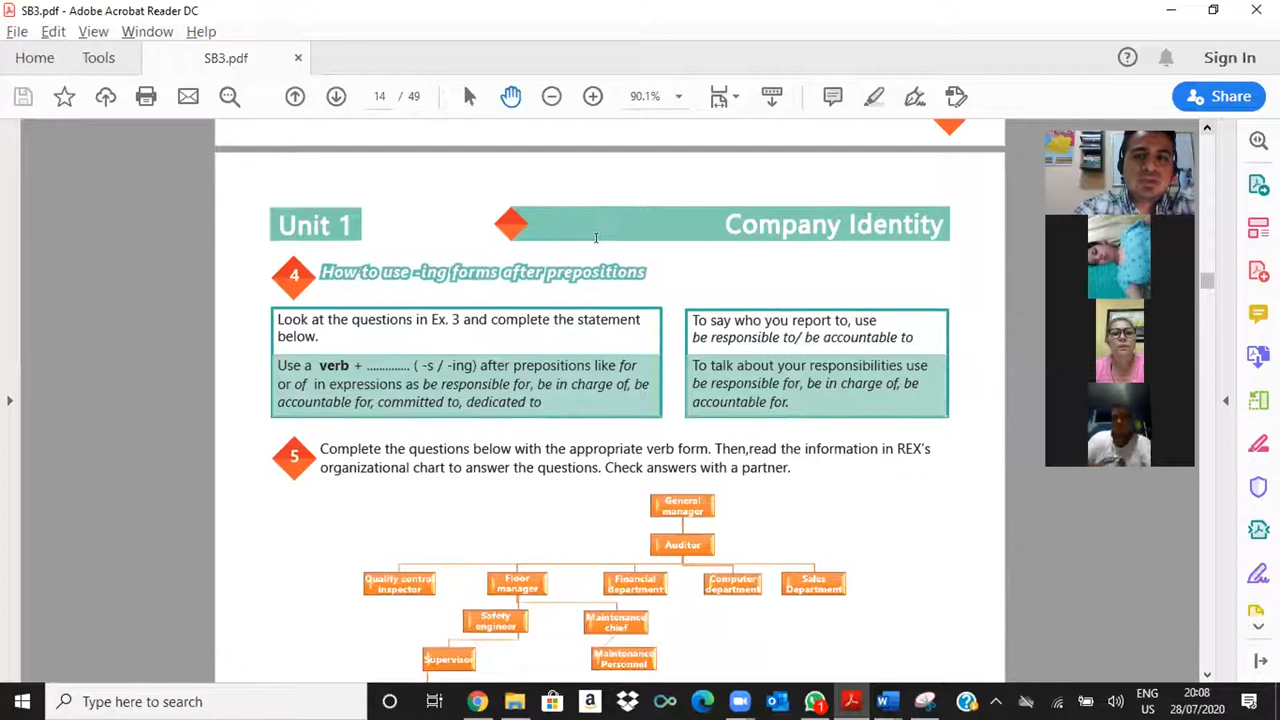 SB3.pdf - Adobe Acrobat Reader DC
File Edit View Window Help
Home Tools SB3.pdf × Sign In
14 / 49 90.1% Share
Unit 1 Company Identity
4 How to use -ing forms after prepositions
Look at the questions in Ex. 3 and complete the statement
below.
Use a verb + ............. ( -s / -ing) after prepositions like for
or of in expressions as be responsible for, be in charge of, be
accountable for, committed to, dedicated to
To say who you report to, use
be responsible to/ be accountable to
To talk about your responsibilities use
be responsible for, be in charge of, be
accountable for.
5 Complete the questions below with the appropriate verb form. Then,read the information in REX's
organizational chart to answer the questions. Check answers with a partner.
General
manager
Auditor
Quality control
inspector
Floor
manager
Financial
department
Computer
department
Sales
Department
Safety
engineer
Maintenance
chief
Supervisor
Maintenance
Personnel
Type here to search
ENG 20:08
US 28/07/2020